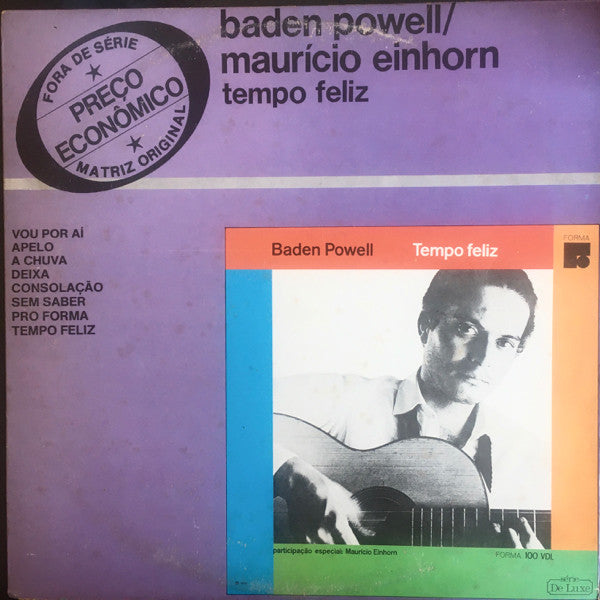 baden powell/
maurício einhorn
tempo feliz
FORA DE SÉRIE
PREÇO
ECONÔMICO
MATRIZ ORIGINAL
VOU POR AÍ
APELO
A CHUVA
DEIXA
CONSOLAÇÃO
SEM SABER
PRO FORMA
TEMPO FELIZ
Baden Powell Tempo feliz
FORMA
participação especial: Maurício Einhorn
FORMA 100 VDL
série
De Luxe